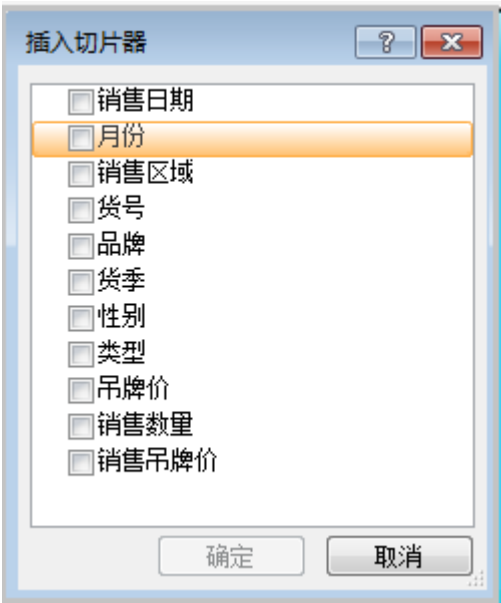 插入切片器
?
销售日期
月份
销售区域
货号
品牌
货季
性别
类型
吊牌价
销售数量
销售吊牌价
确定
取消